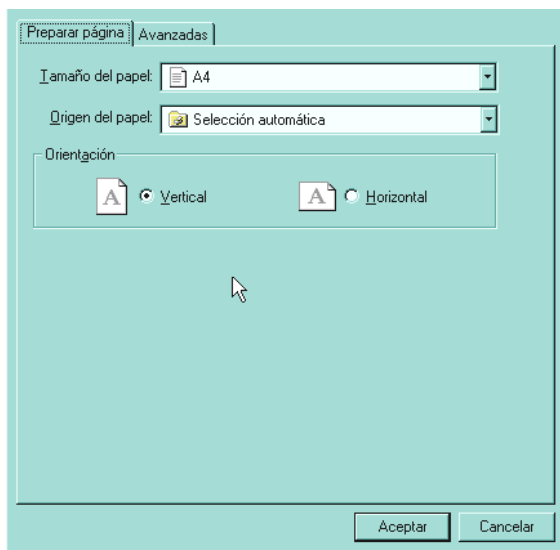 Preparar página Avanzadas
Tamaño del papel: A4
Origen del papel: Selección automática
Orientación
A Vertical A Horizontal
Aceptar Cancelar